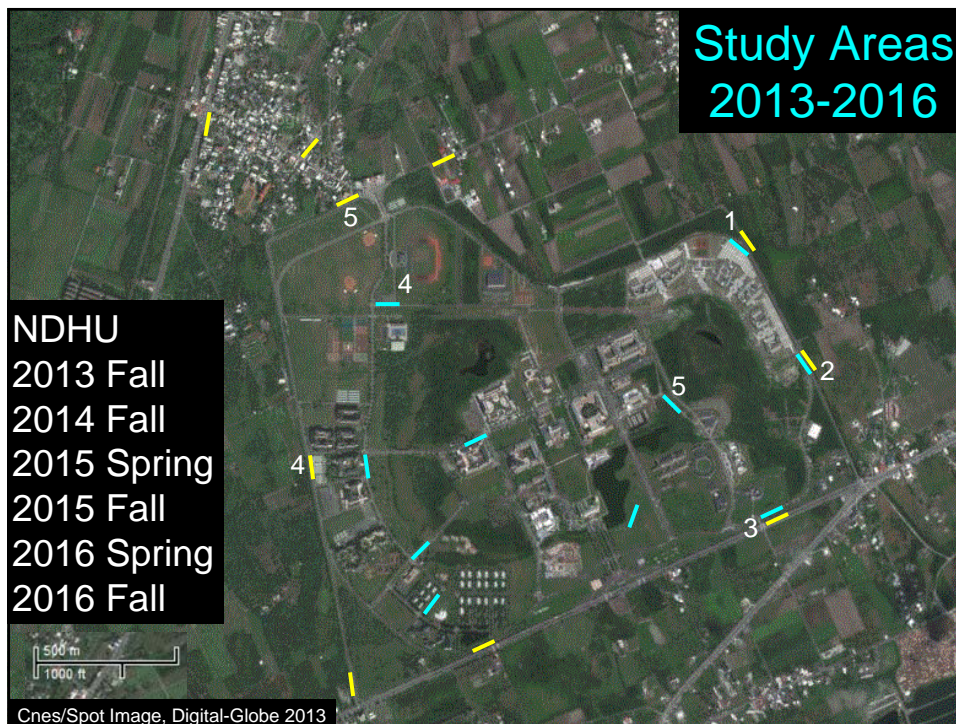 Study Areas
2013-2016
1
5
4
2
5
4
3
NDHU
2013 Fall
2014 Fall
2015 Spring
2015 Fall
2016 Spring
2016 Fall
500 m
1000 ft
Cnes/Spot Image, Digital-Globe 2013